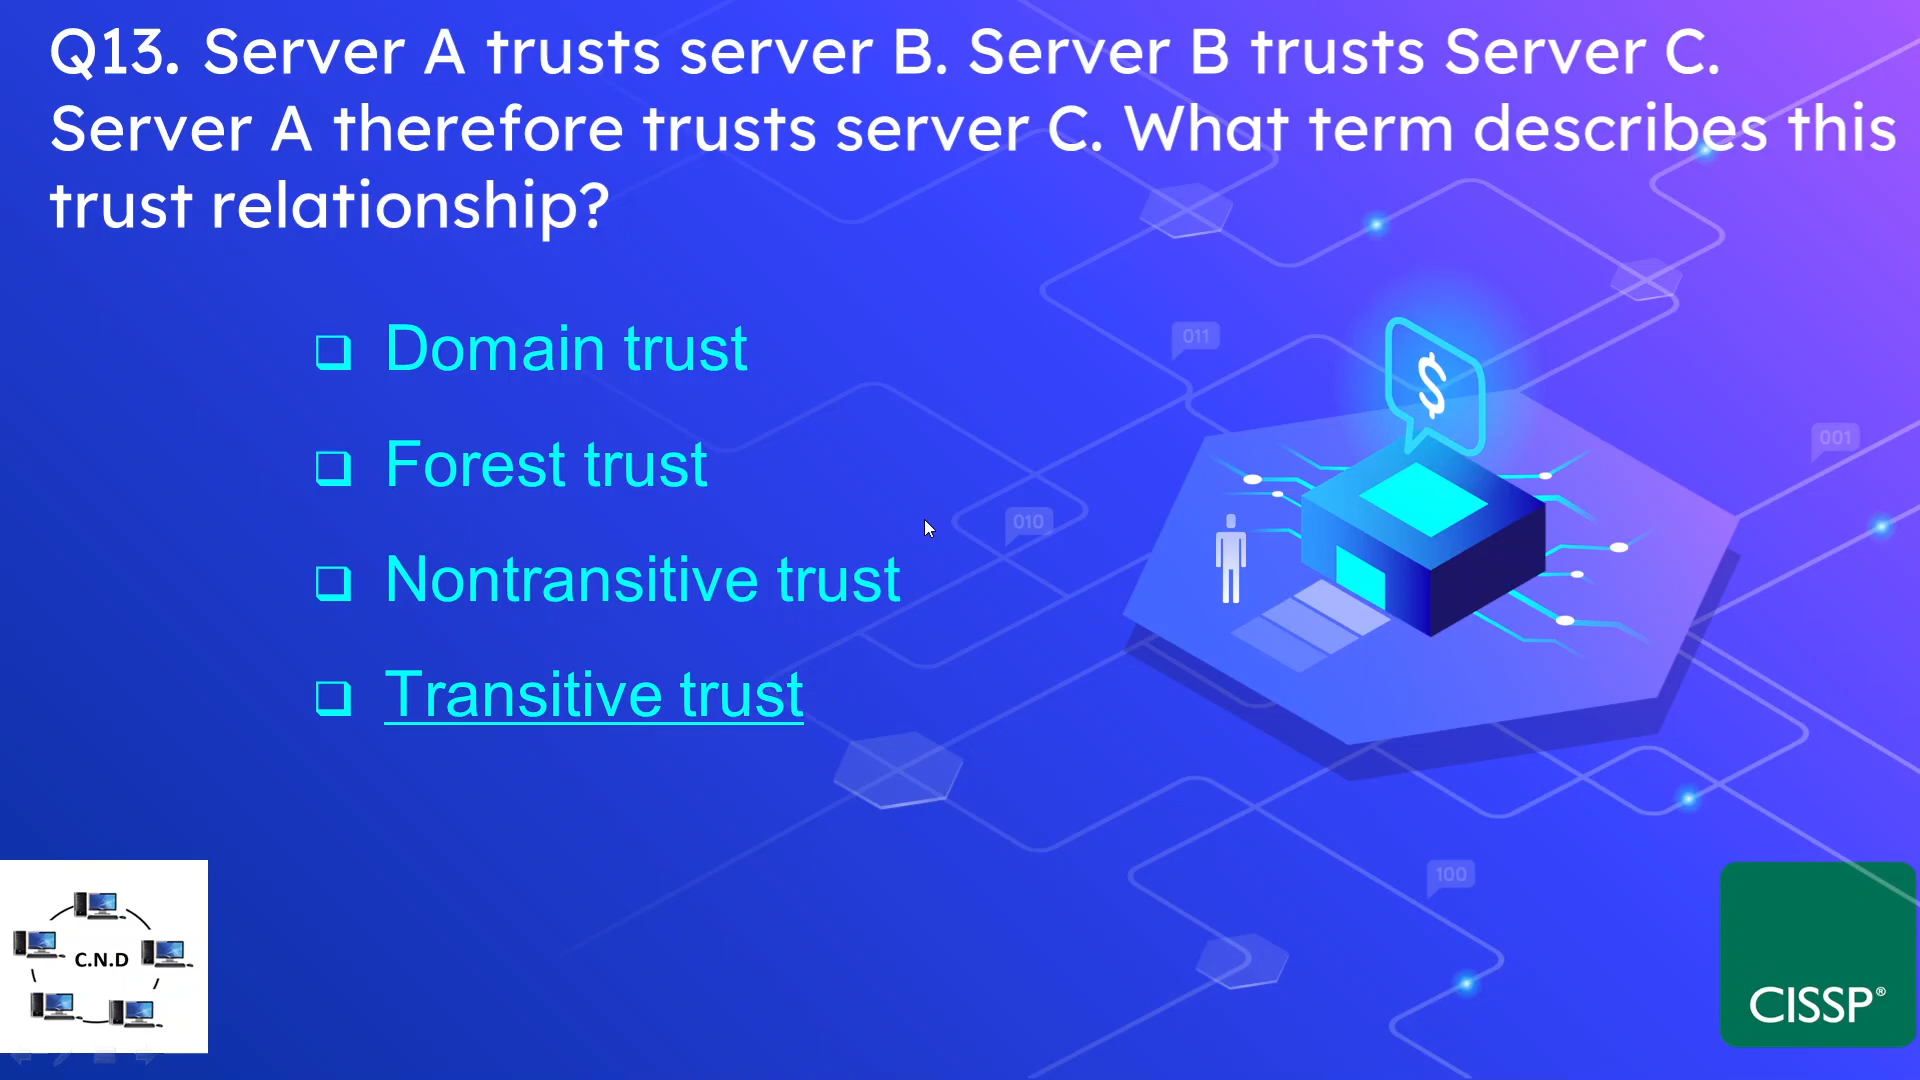 Q13. Server A trusts server B. Server B trusts Server C.
Server A therefore trusts server C. What term describes this
trust relationship?
Domain trust
Forest trust
Nontransitive trust
Transitive trust
$
011
001
010
100
C.N.D
CISSP®